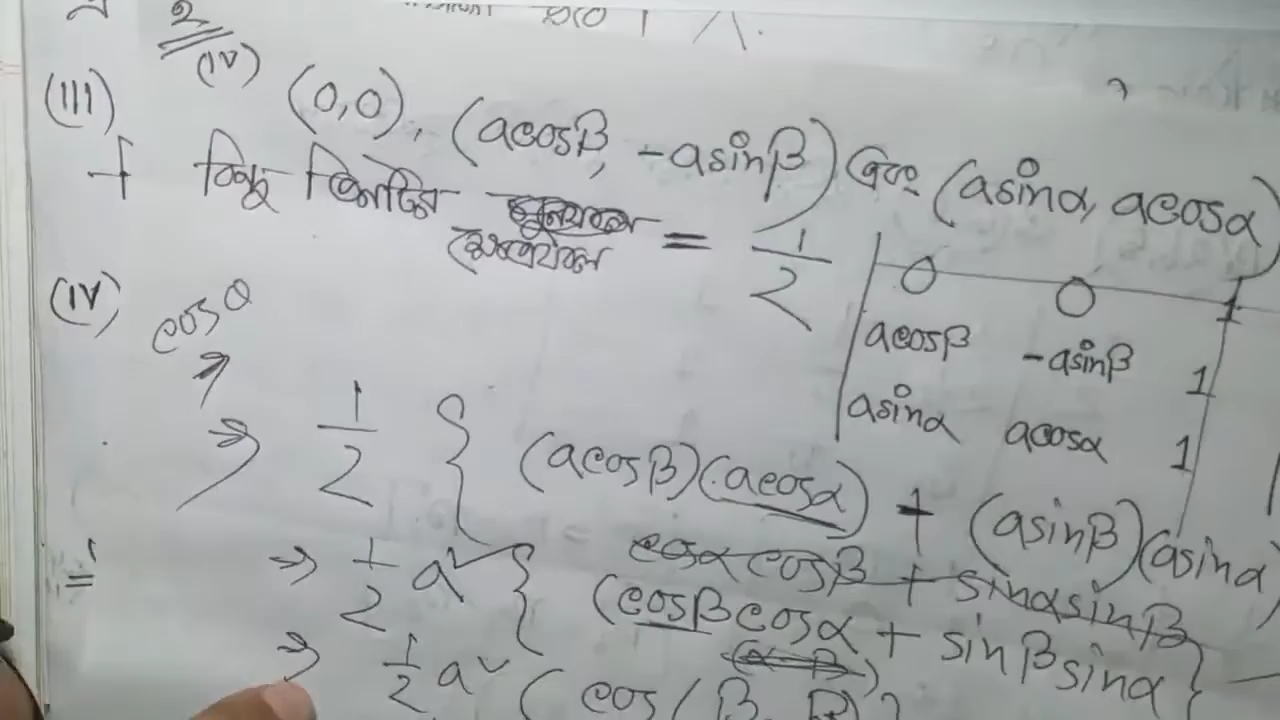 2
(iv)
(iii) (0,0), (acosβ, -asinβ) এবং (asinα, acosα)
বিন্দু তিনটির ক্ষেত্রফল = 1/2 | 0 0 1
acosβ -asinβ 1
asinα acosα 1 |
(iv) cosθ
⇒ 1/2 { (acosβ)(acosα) + (asinβ)(asinα)
cosα cosβ + sinα sinβ
= ⇒ 1/2 a² { (cosβ cosα + sinβ sinα }
(α-β)
⇒ 1/2 a² { cos(β